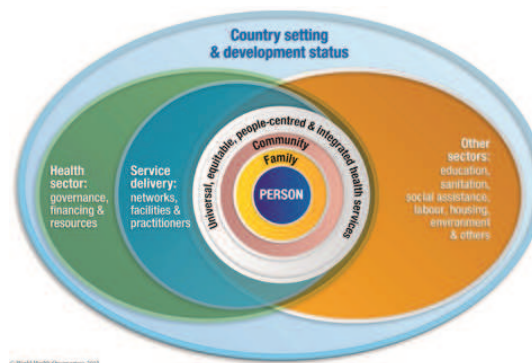 Country setting
& development status
Health
sector:
governance,
financing &
resources
Service
delivery:
networks,
facilities &
practitioners
Universal, equitable, people-centred & integrated health services
Community
Family
PERSON
Other
sectors:
education,
sanitation,
social assistance,
labour, housing,
environment
& others